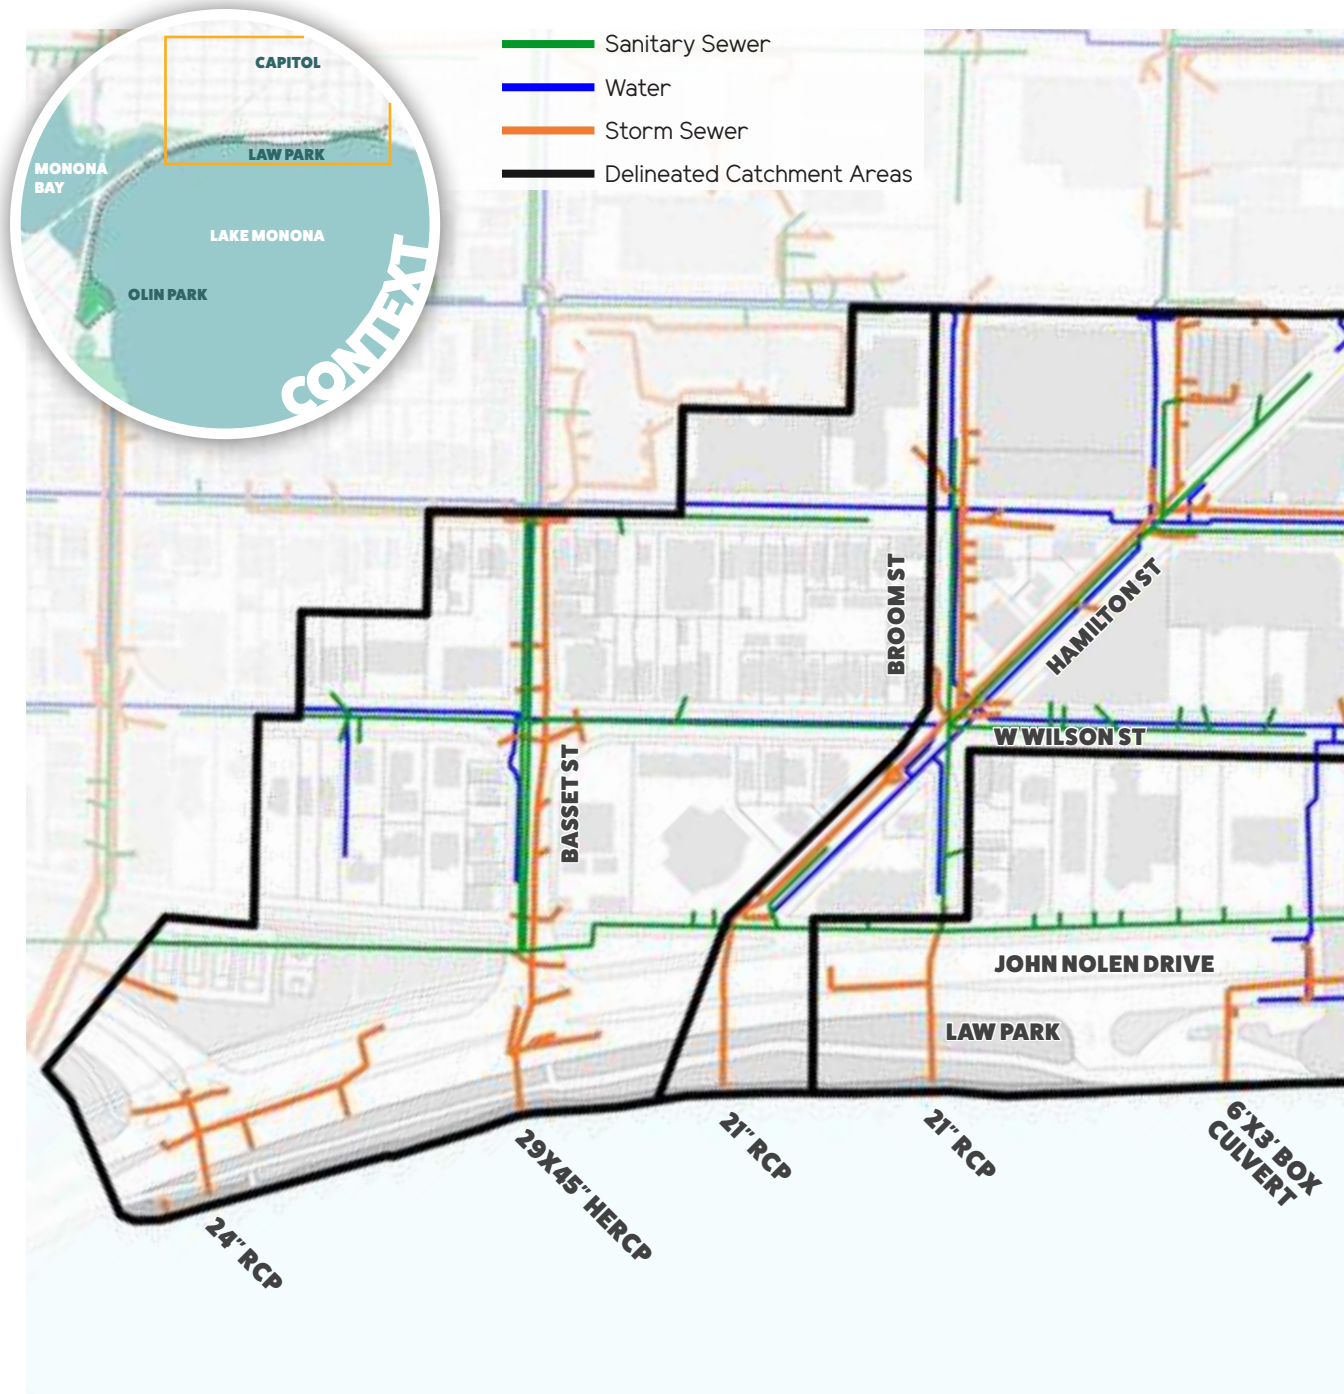 Sanitary Sewer
Water
Storm Sewer
Delineated Catchment Areas
CAPITOL
LAW PARK
MONONA
BAY
LAKE MONONA
OLIN PARK
CONTEXT
BROOM ST
HAMILTON ST
W WILSON ST
BASSET ST
JOHN NOLEN DRIVE
LAW PARK
24" RCP
29X45" HERCP
21" RCP
21" RCP
6'X3' BOX
CULVERT